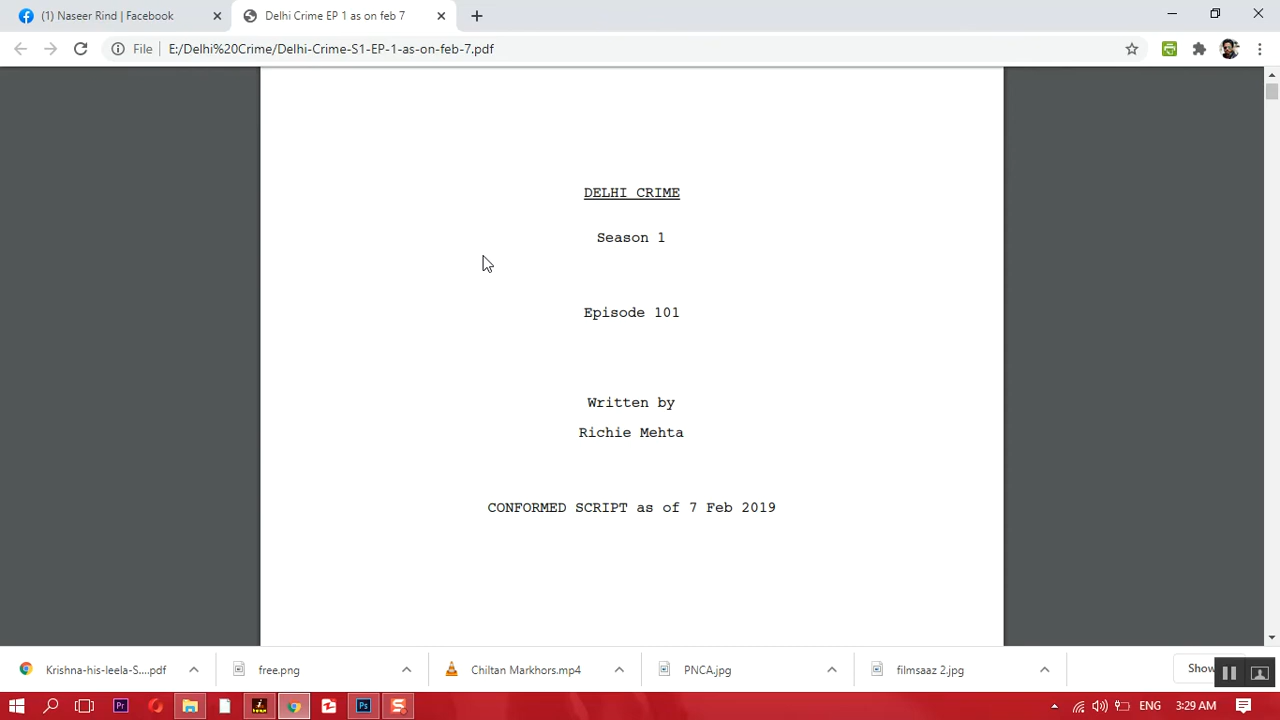 (1) Naseer Rind | Facebook
Delhi Crime EP 1 as on feb 7
File
E:/Delhi%20Crime/Delhi-Crime-S1-EP-1-as-on-feb-7.pdf
DELHI CRIME
Season 1
Episode 101
Written by
Richie Mehta
CONFORMED SCRIPT as of 7 Feb 2019
Krishna-his-leela-S....pdf
free.png
Chiltan Markhors.mp4
PNCA.jpg
filmsaaz 2.jpg
Show
Pr
Ps
S
ENG
3:29 AM